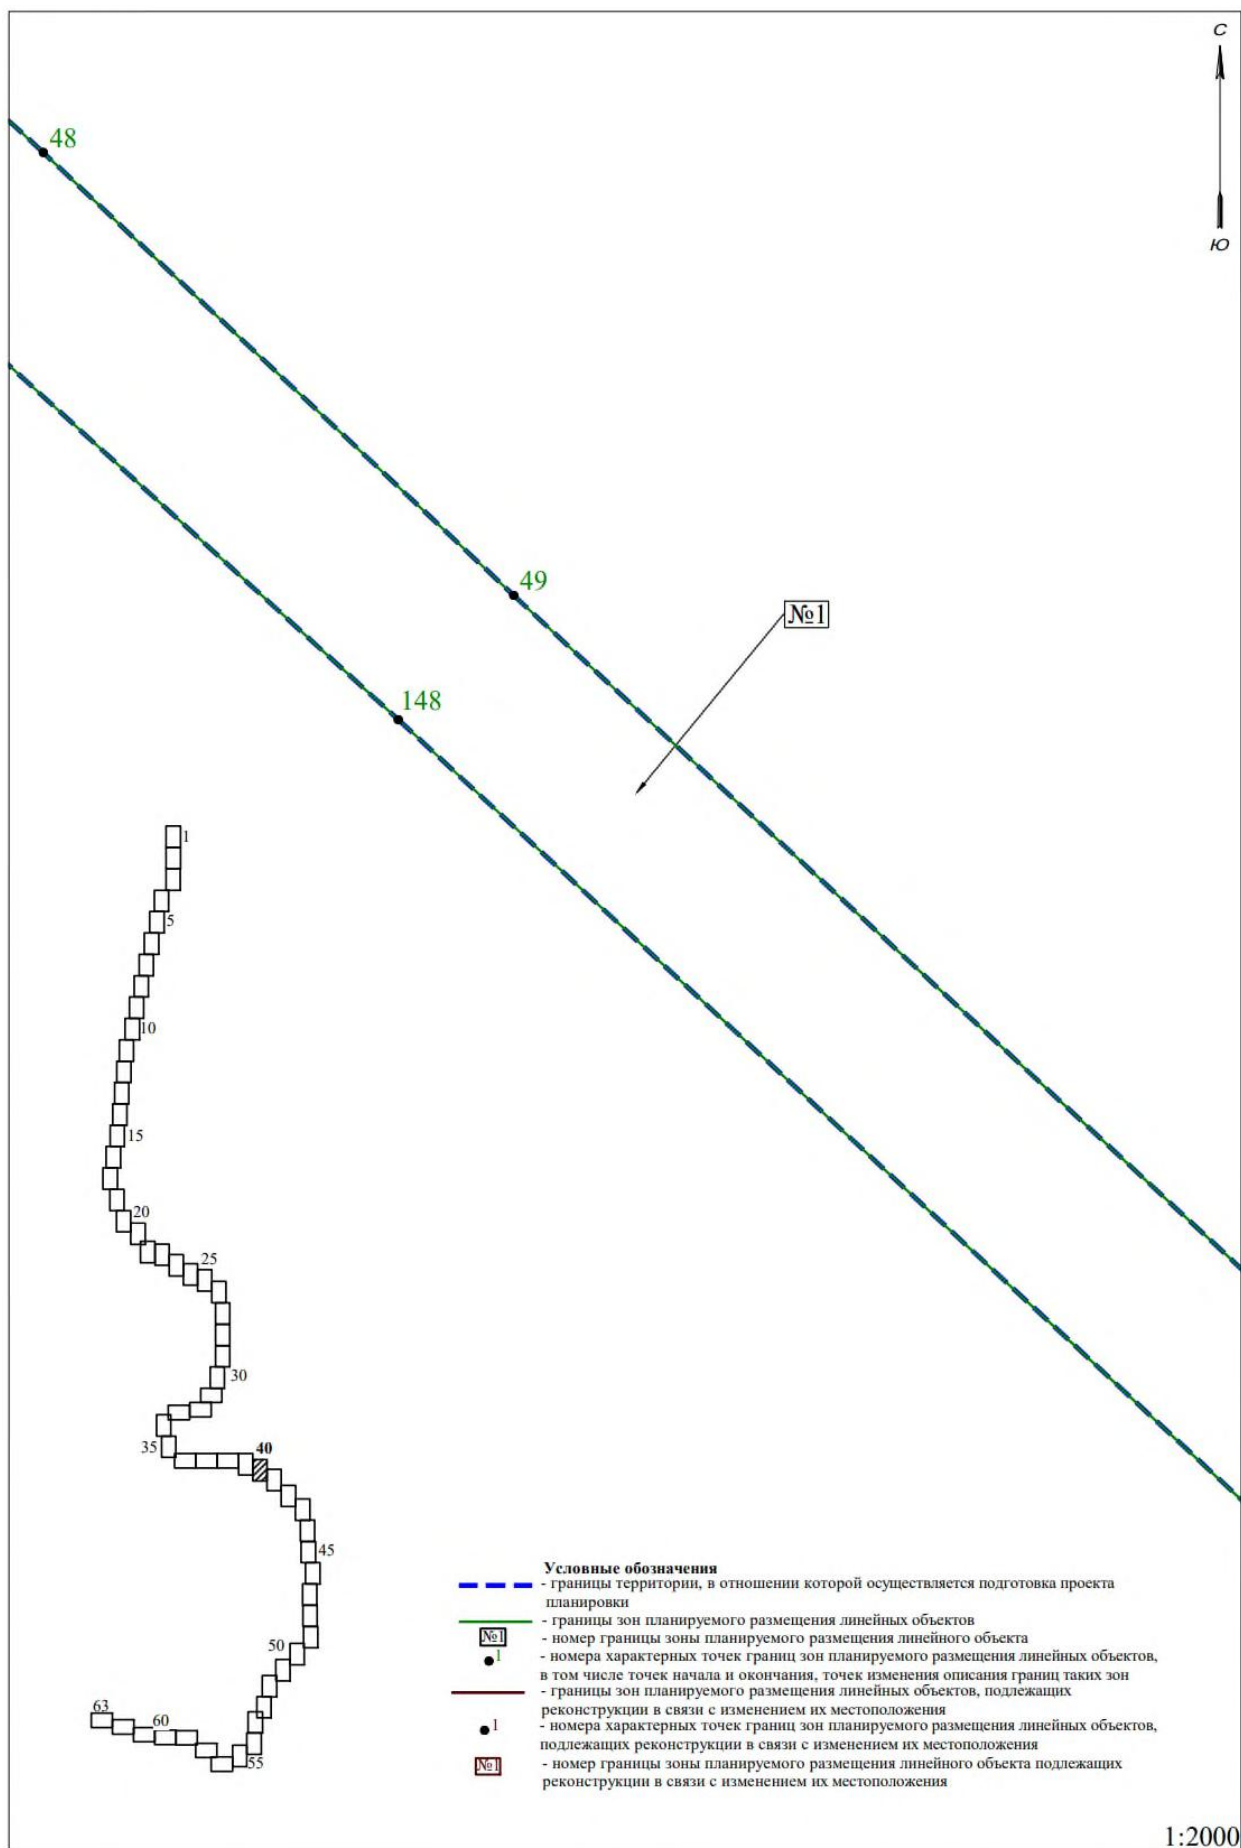 С
Ю
48
49
№1
148
1
5
10
15
20
25
30
35
40
45
50
63
60
55
Условные обозначения
- границы территории, в отношении которой осуществляется подготовка проекта
планировки
- границы зон планируемого размещения линейных объектов
№1 - номер границы зоны планируемого размещения линейного объекта
1 - номера характерных точек границ зон планируемого размещения линейных объектов,
в том числе точек начала и окончания, точек изменения описания границ таких зон
- границы зон планируемого размещения линейных объектов, подлежащих
реконструкции в связи с изменением их местоположения
1 - номера характерных точек границ зон планируемого размещения линейных объектов,
подлежащих реконструкции в связи с изменением их местоположения
№1 - номер границы зоны планируемого размещения линейного объекта подлежащих
реконструкции в связи с изменением их местоположения
1:2000